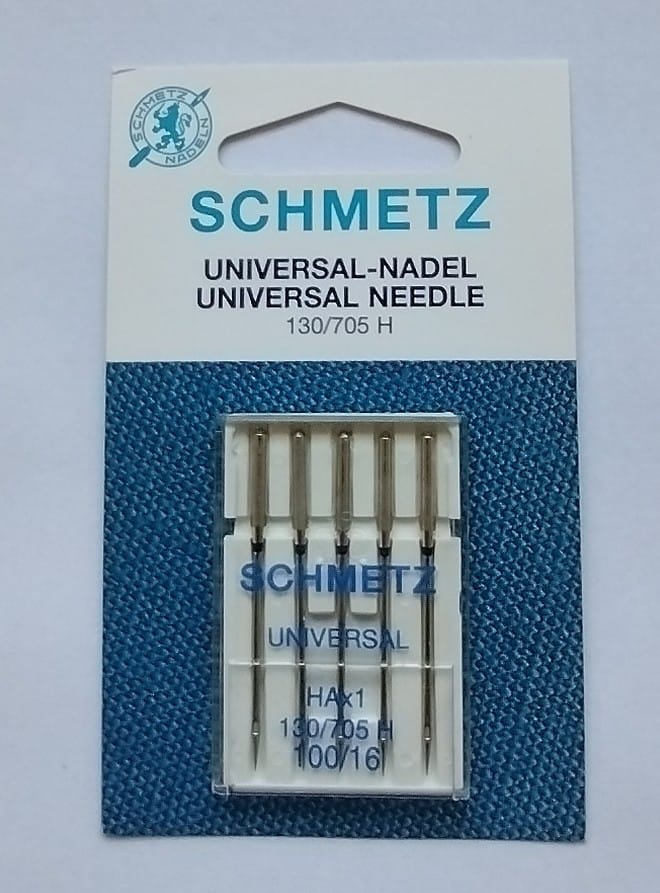 SCHMETZ
NADELN
SCHMETZ
UNIVERSAL-NADEL
UNIVERSAL NEEDLE
130/705 H
SCHMETZ
UNIVERSAL
HAx1
130/705 H
100/16